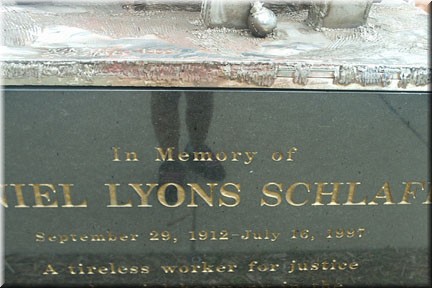 In Memory of
NIEL LYONS SCHLAF
September 29, 1912-July 16, 1997
A tireless worker for justice